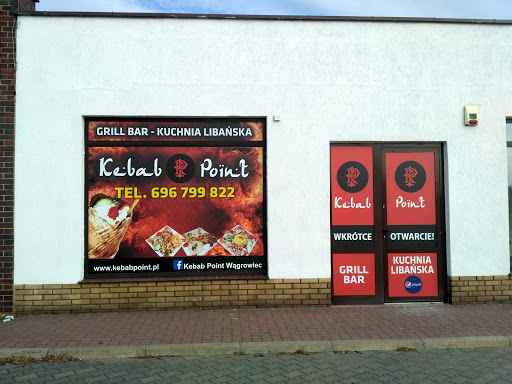 GRILL BAR - KUCHNIA LIBAŃSKA
Kebab Point
TEL. 696 799 822
www.kebabpoint.pl
f Kebab Point Wągrowiec
Kebab Point
WKRÓTCE OTWARCIE!
GRILL BAR
KUCHNIA LIBAŃSKA
pepsi